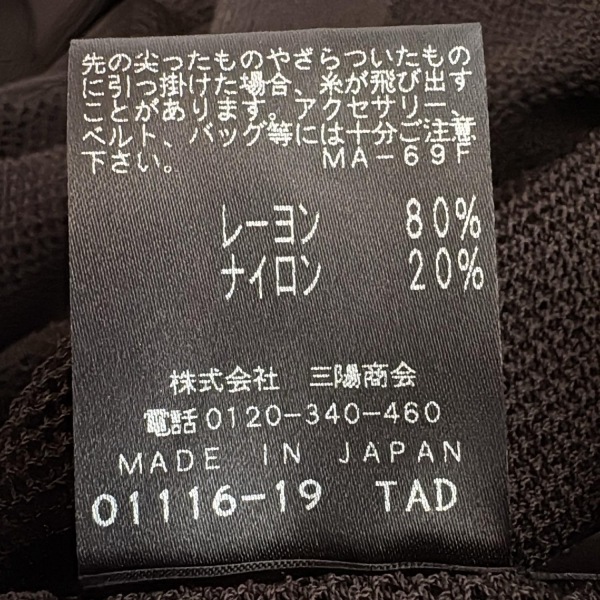 先の尖ったものやざらついたもの
に引っ掛けた場合、糸が飛び出す
ことがあります。アクセサリー、
ベルト、バッグ等には十分ご注意
下さい。 MA-69F
レーヨン 80%
ナイロン 20%
株式会社 三陽商会
電話0120-340-460
MADE IN JAPAN
01116-19 TAD